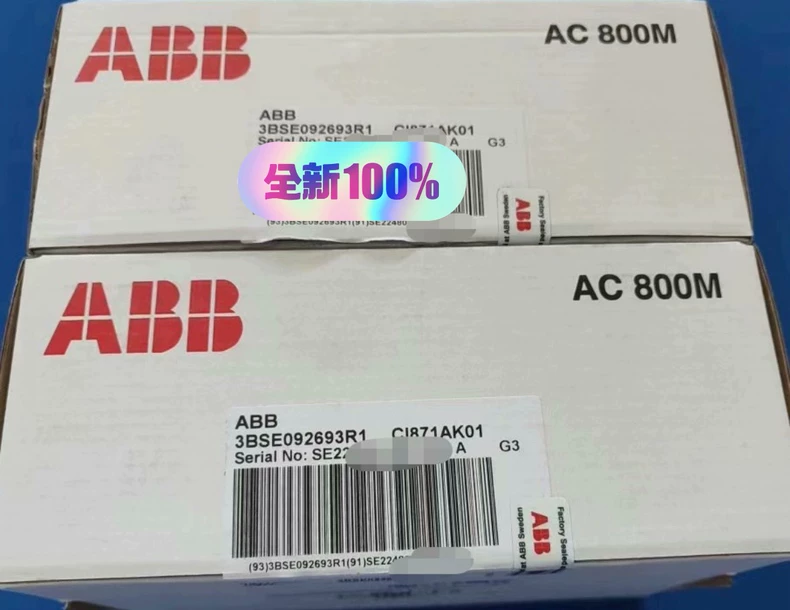 ABB
AC 800M
ABB
3BSE092693R1 CI871AK01
Serial No: SE A G3
全新100%
(93)3BSE092693R1(91)SE22480
ABB
at ABB Sweden
Factory Sealed
ABB
AC 800M
ABB
3BSE092693R1 CI871AK01
Serial No: SE22 A G3
(93)3BSE092693R1(91)SE2248
ABB
at ABB Sweden
Factory Sealed